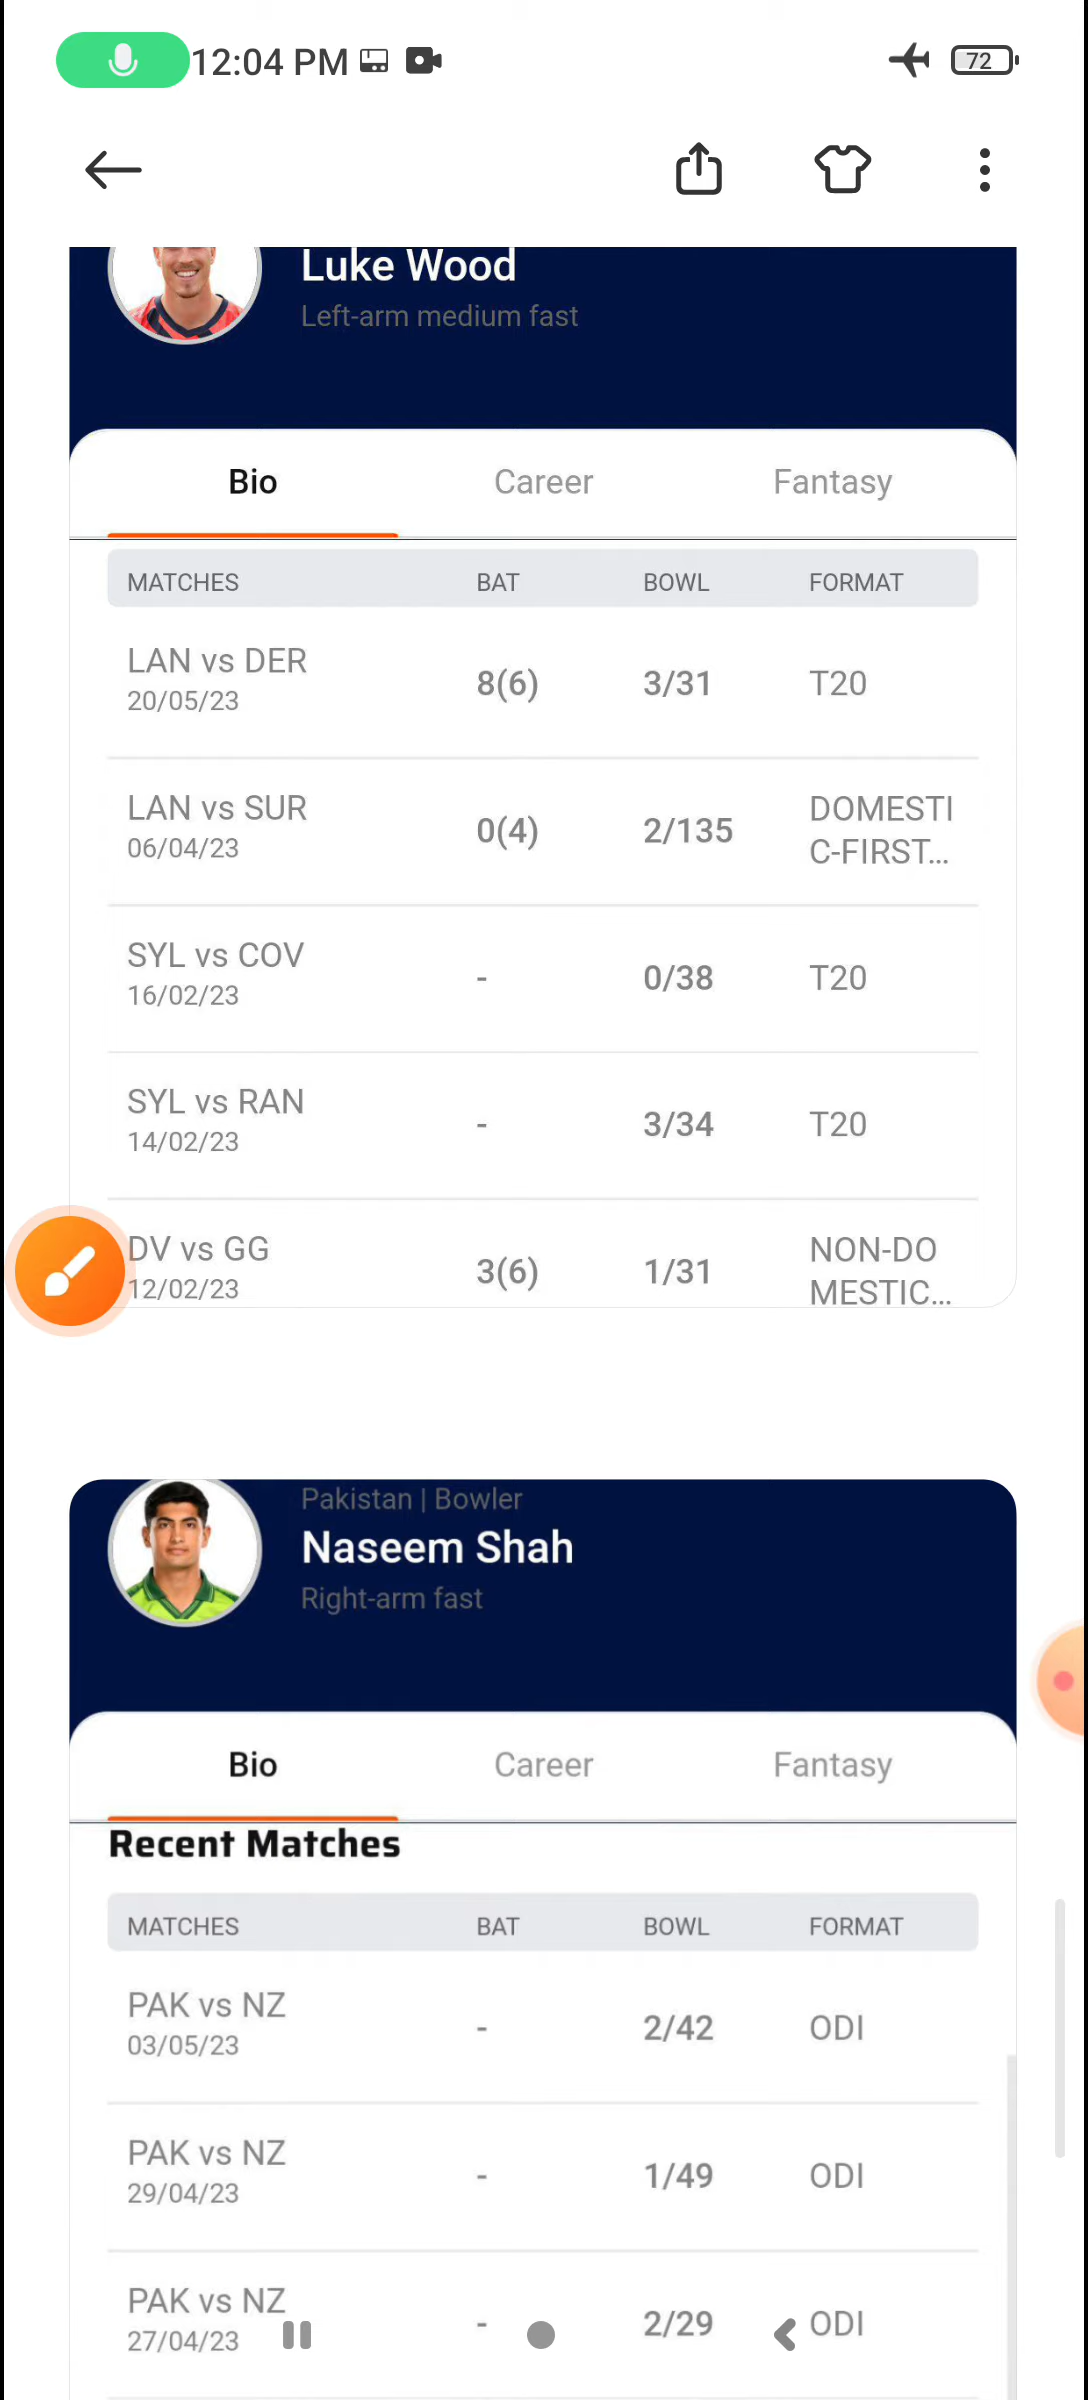 12:04 PM
72
Luke Wood
Left-arm medium fast
Bio Career Fantasy
MATCHES BAT BOWL FORMAT
LAN vs DER
20/05/23
8(6) 3/31 T20
LAN vs SUR
06/04/23
0(4) 2/135
DOMESTI
C-FIRST...
SYL vs COV
16/02/23
- 0/38 T20
SYL vs RAN
14/02/23
- 3/34 T20
DV vs GG
12/02/23
3(6) 1/31
NON-DO
MESTIC...
Pakistan | Bowler
Naseem Shah
Right-arm fast
Bio Career Fantasy
Recent Matches
MATCHES BAT BOWL FORMAT
PAK vs NZ
03/05/23
- 2/42 ODI
PAK vs NZ
29/04/23
- 1/49 ODI
PAK vs NZ
27/04/23
- 2/29 ODI